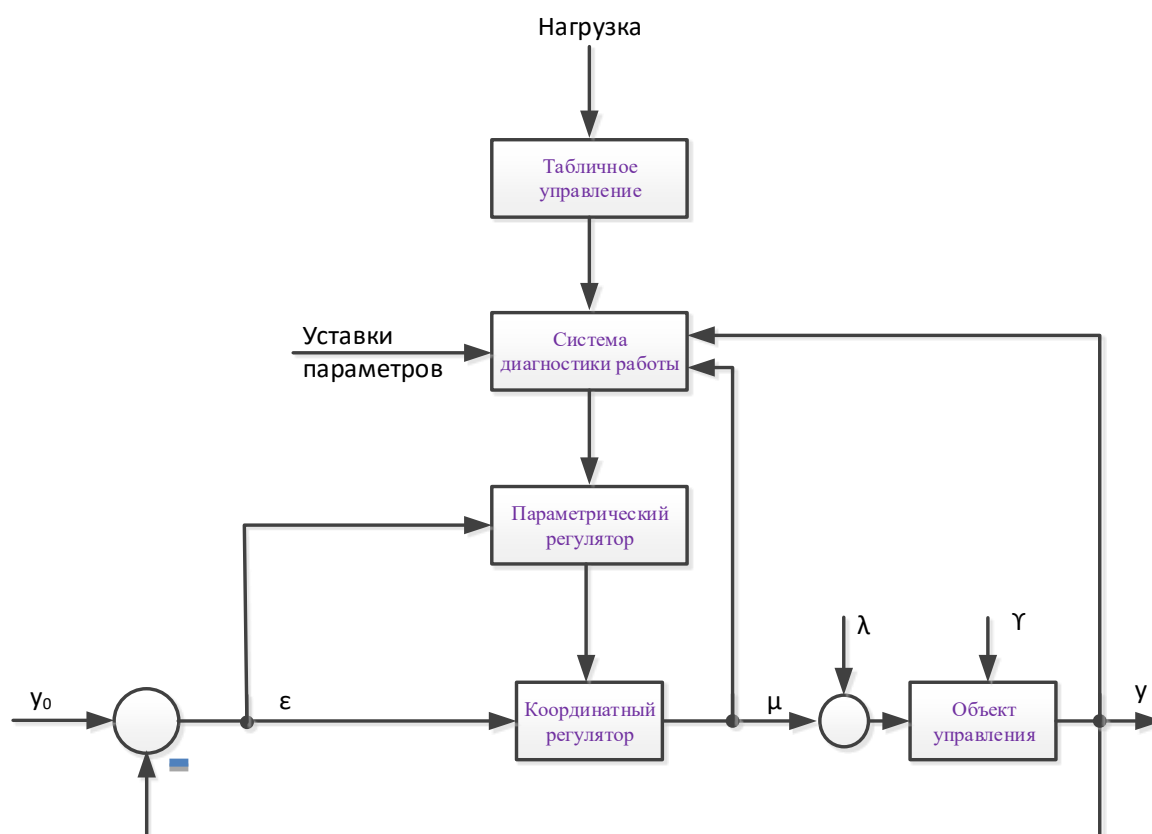 Нагрузка
Табличное
управление
Уставки
параметров
Система
диагностики работы
Параметрический
регулятор
λ
ϒ
y₀
ε
Координатный
регулятор
μ
Объект
управления
y